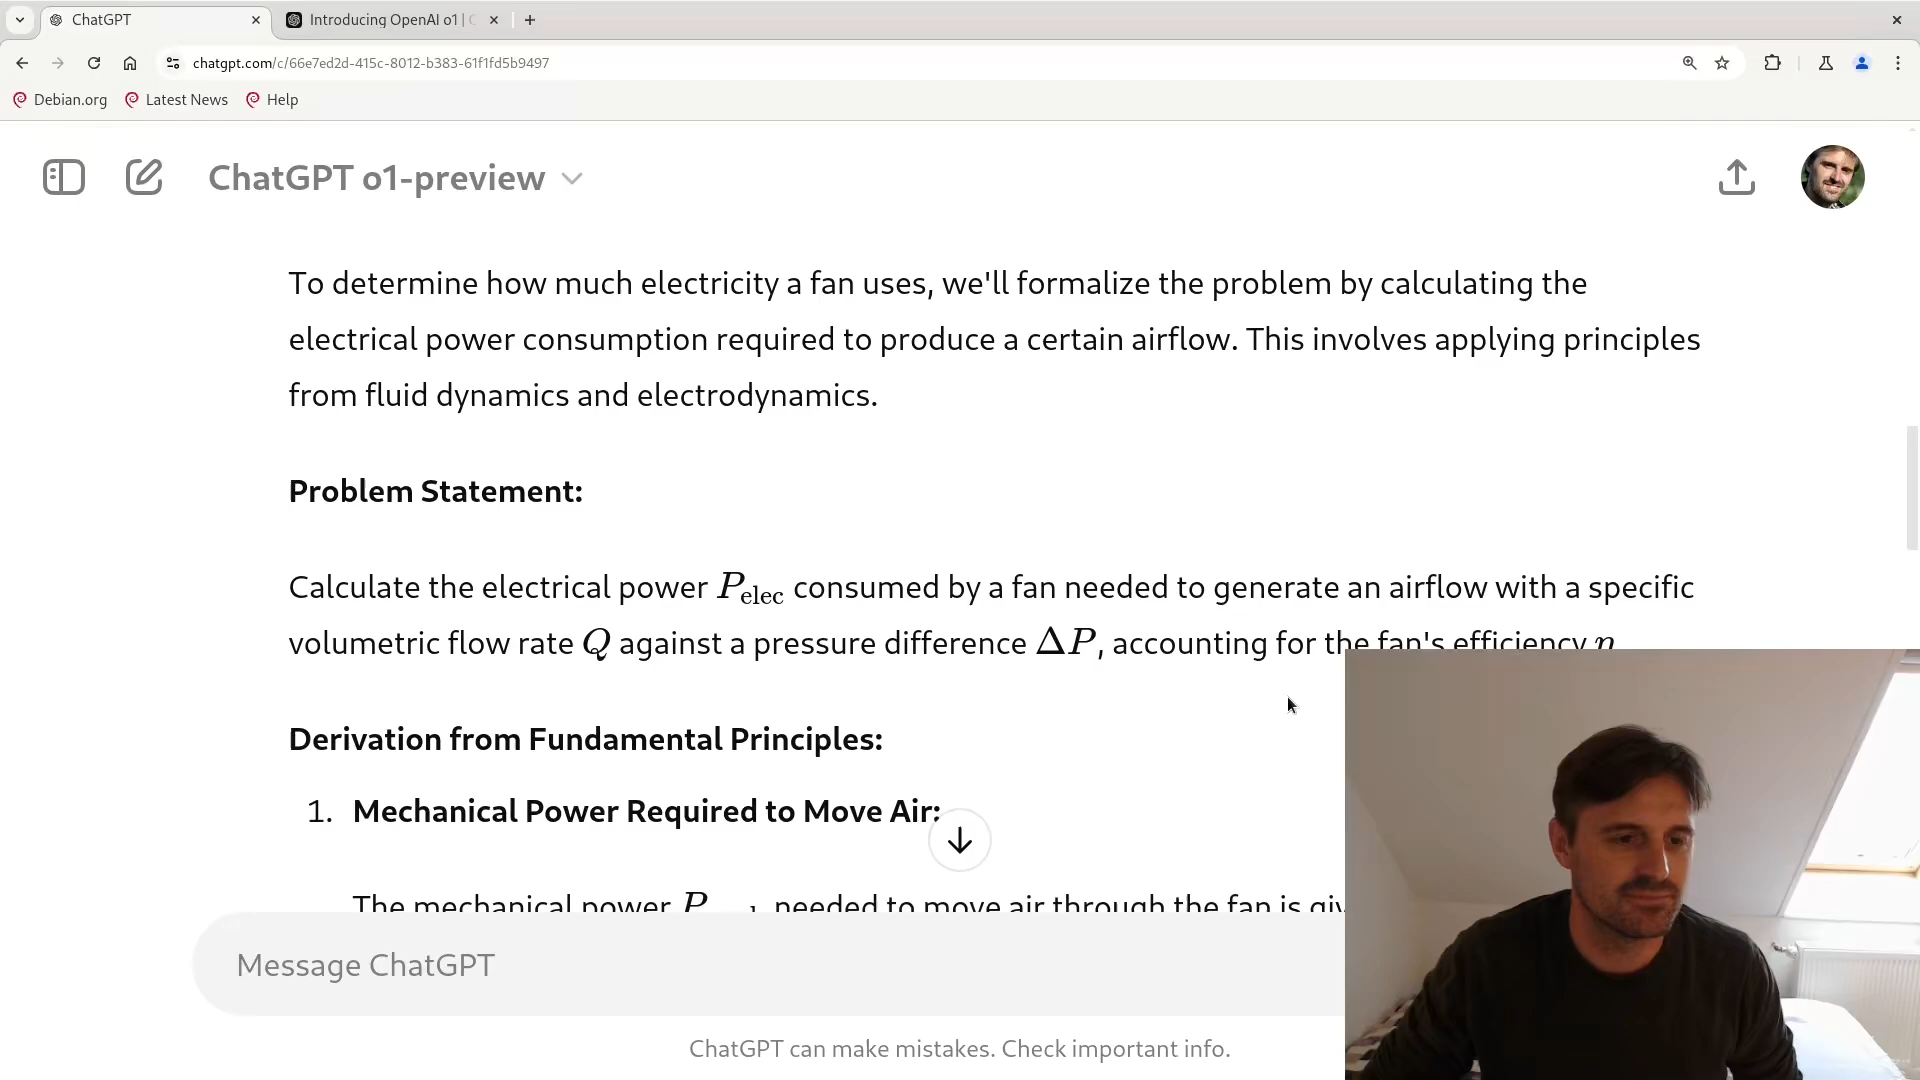 ChatGPT
Introducing OpenAI o1 |
chatgpt.com/c/66e7ed2d-415c-8012-b383-61f1fd5b9497
Debian.org Latest News Help
ChatGPT o1-preview
To determine how much electricity a fan uses, we'll formalize the problem by calculating the
electrical power consumption required to produce a certain airflow. This involves applying principles
from fluid dynamics and electrodynamics.
Problem Statement:
Calculate the electrical power P_elec consumed by a fan needed to generate an airflow with a specific
volumetric flow rate Q against a pressure difference ΔP, accounting for the fan's efficiency
Derivation from Fundamental Principles:
1. Mechanical Power Required to Move Air:
The mechanical power P needed to move air through the fan is
Message ChatGPT
ChatGPT can make mistakes. Check important info.